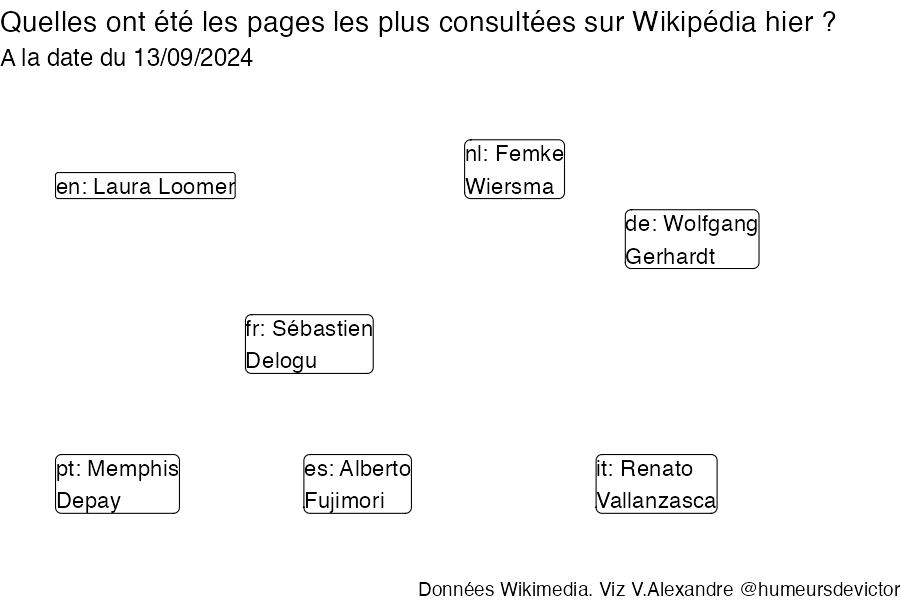 Quelles ont été les pages les plus consultées sur Wikipédia hier ?
A la date du 13/09/2024
nl: Femke
Wiersma
en: Laura Loomer
de: Wolfgang
Gerhardt
fr: Sébastien
Delogu
pt: Memphis
Depay
es: Alberto
Fujimori
it: Renato
Vallanzasca
Données Wikimedia. Viz V.Alexandre @humeursdevictor